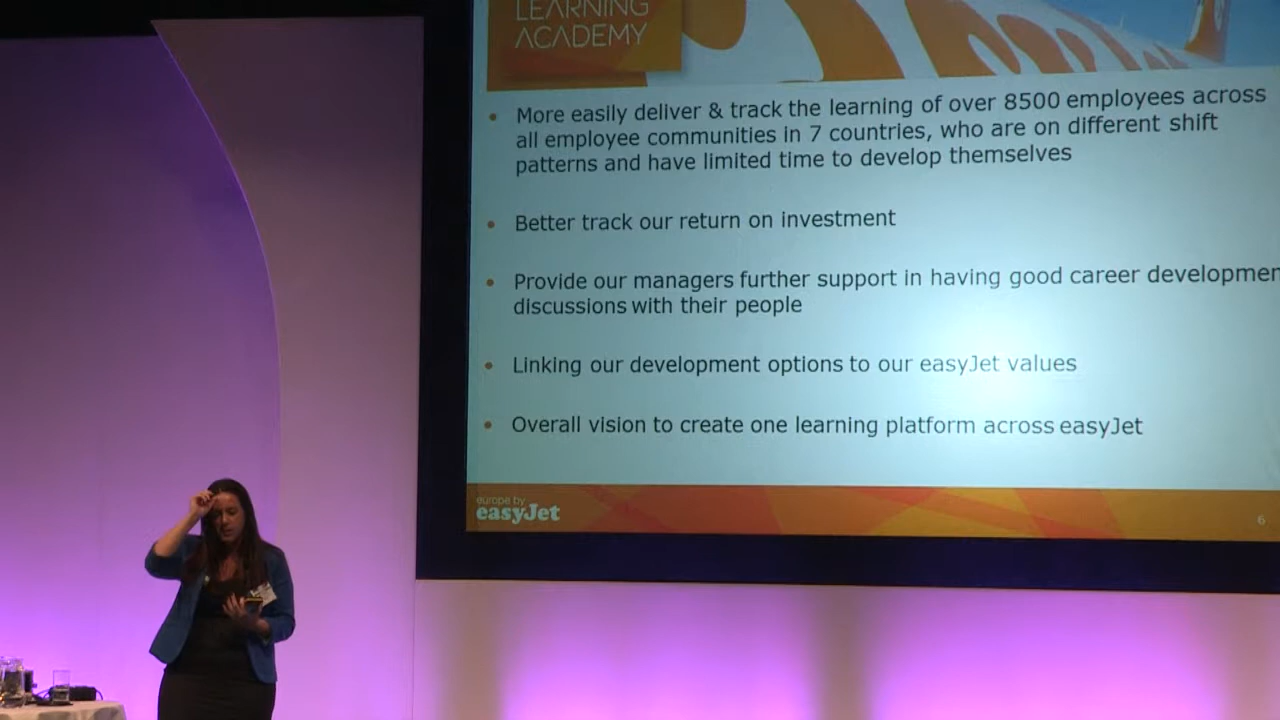 LEARNING
ACADEMY
• More easily deliver & track the learning of over 8500 employees across
all employee communities in 7 countries, who are on different shift
patterns and have limited time to develop themselves
• Better track our return on investment
• Provide our managers further support in having good career developmen
discussions with their people
• Linking our development options to our easyJet values
• Overall vision to create one learning platform across easyJet
europe by
easyJet
6